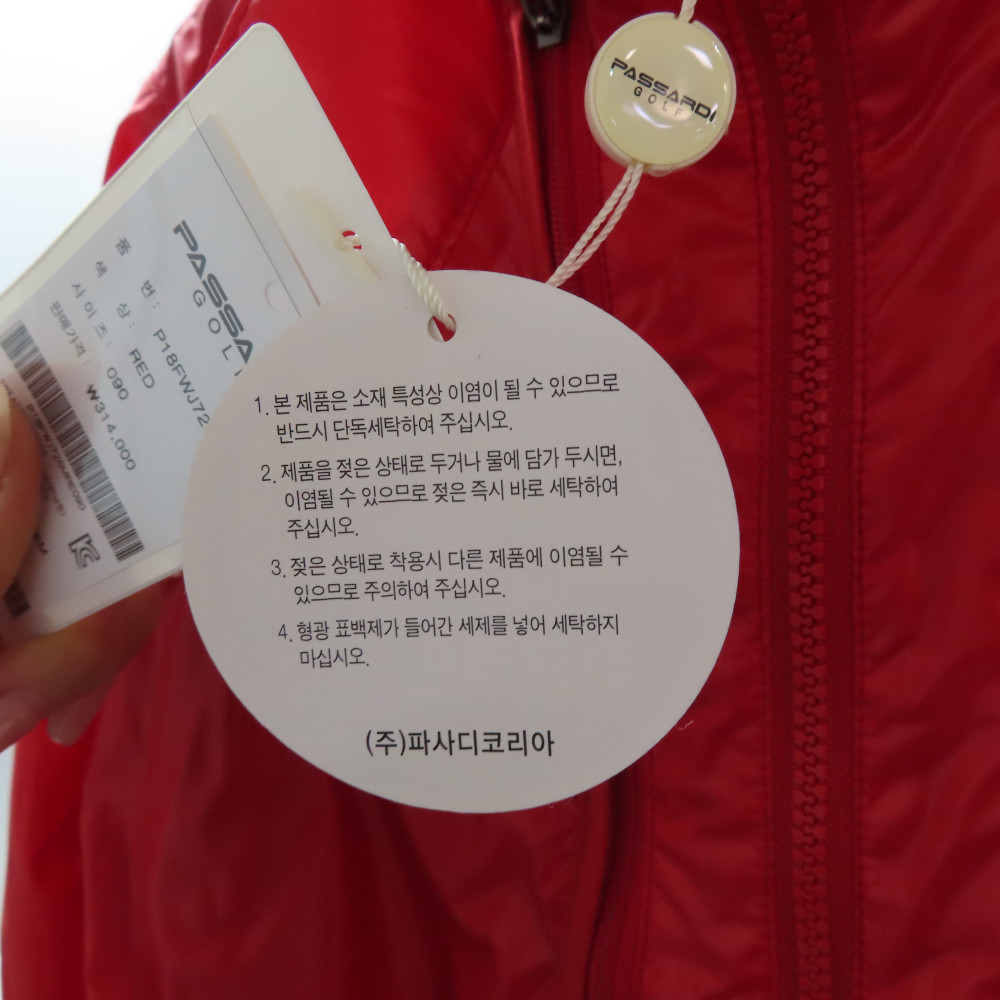 PASSARDI
GOLF
PASSA
GOL
품 번 : P18FWJ72
색 상 : RED
사 이 즈 : 090
판매가격 : ₩314.000
1. 본 제품은 소재 특성상 이염이 될 수 있으므로
반드시 단독세탁하여 주십시오.
2. 제품을 젖은 상태로 두거나 물에 담가 두시면,
이염될 수 있으므로 젖은 즉시 바로 세탁하여
주십시오.
3. 젖은 상태로 착용시 다른 제품에 이염될 수
있으므로 주의하여 주십시오.
4. 형광 표백제가 들어간 세제를 넣어 세탁하지
마십시오.
(주)파사디코리아